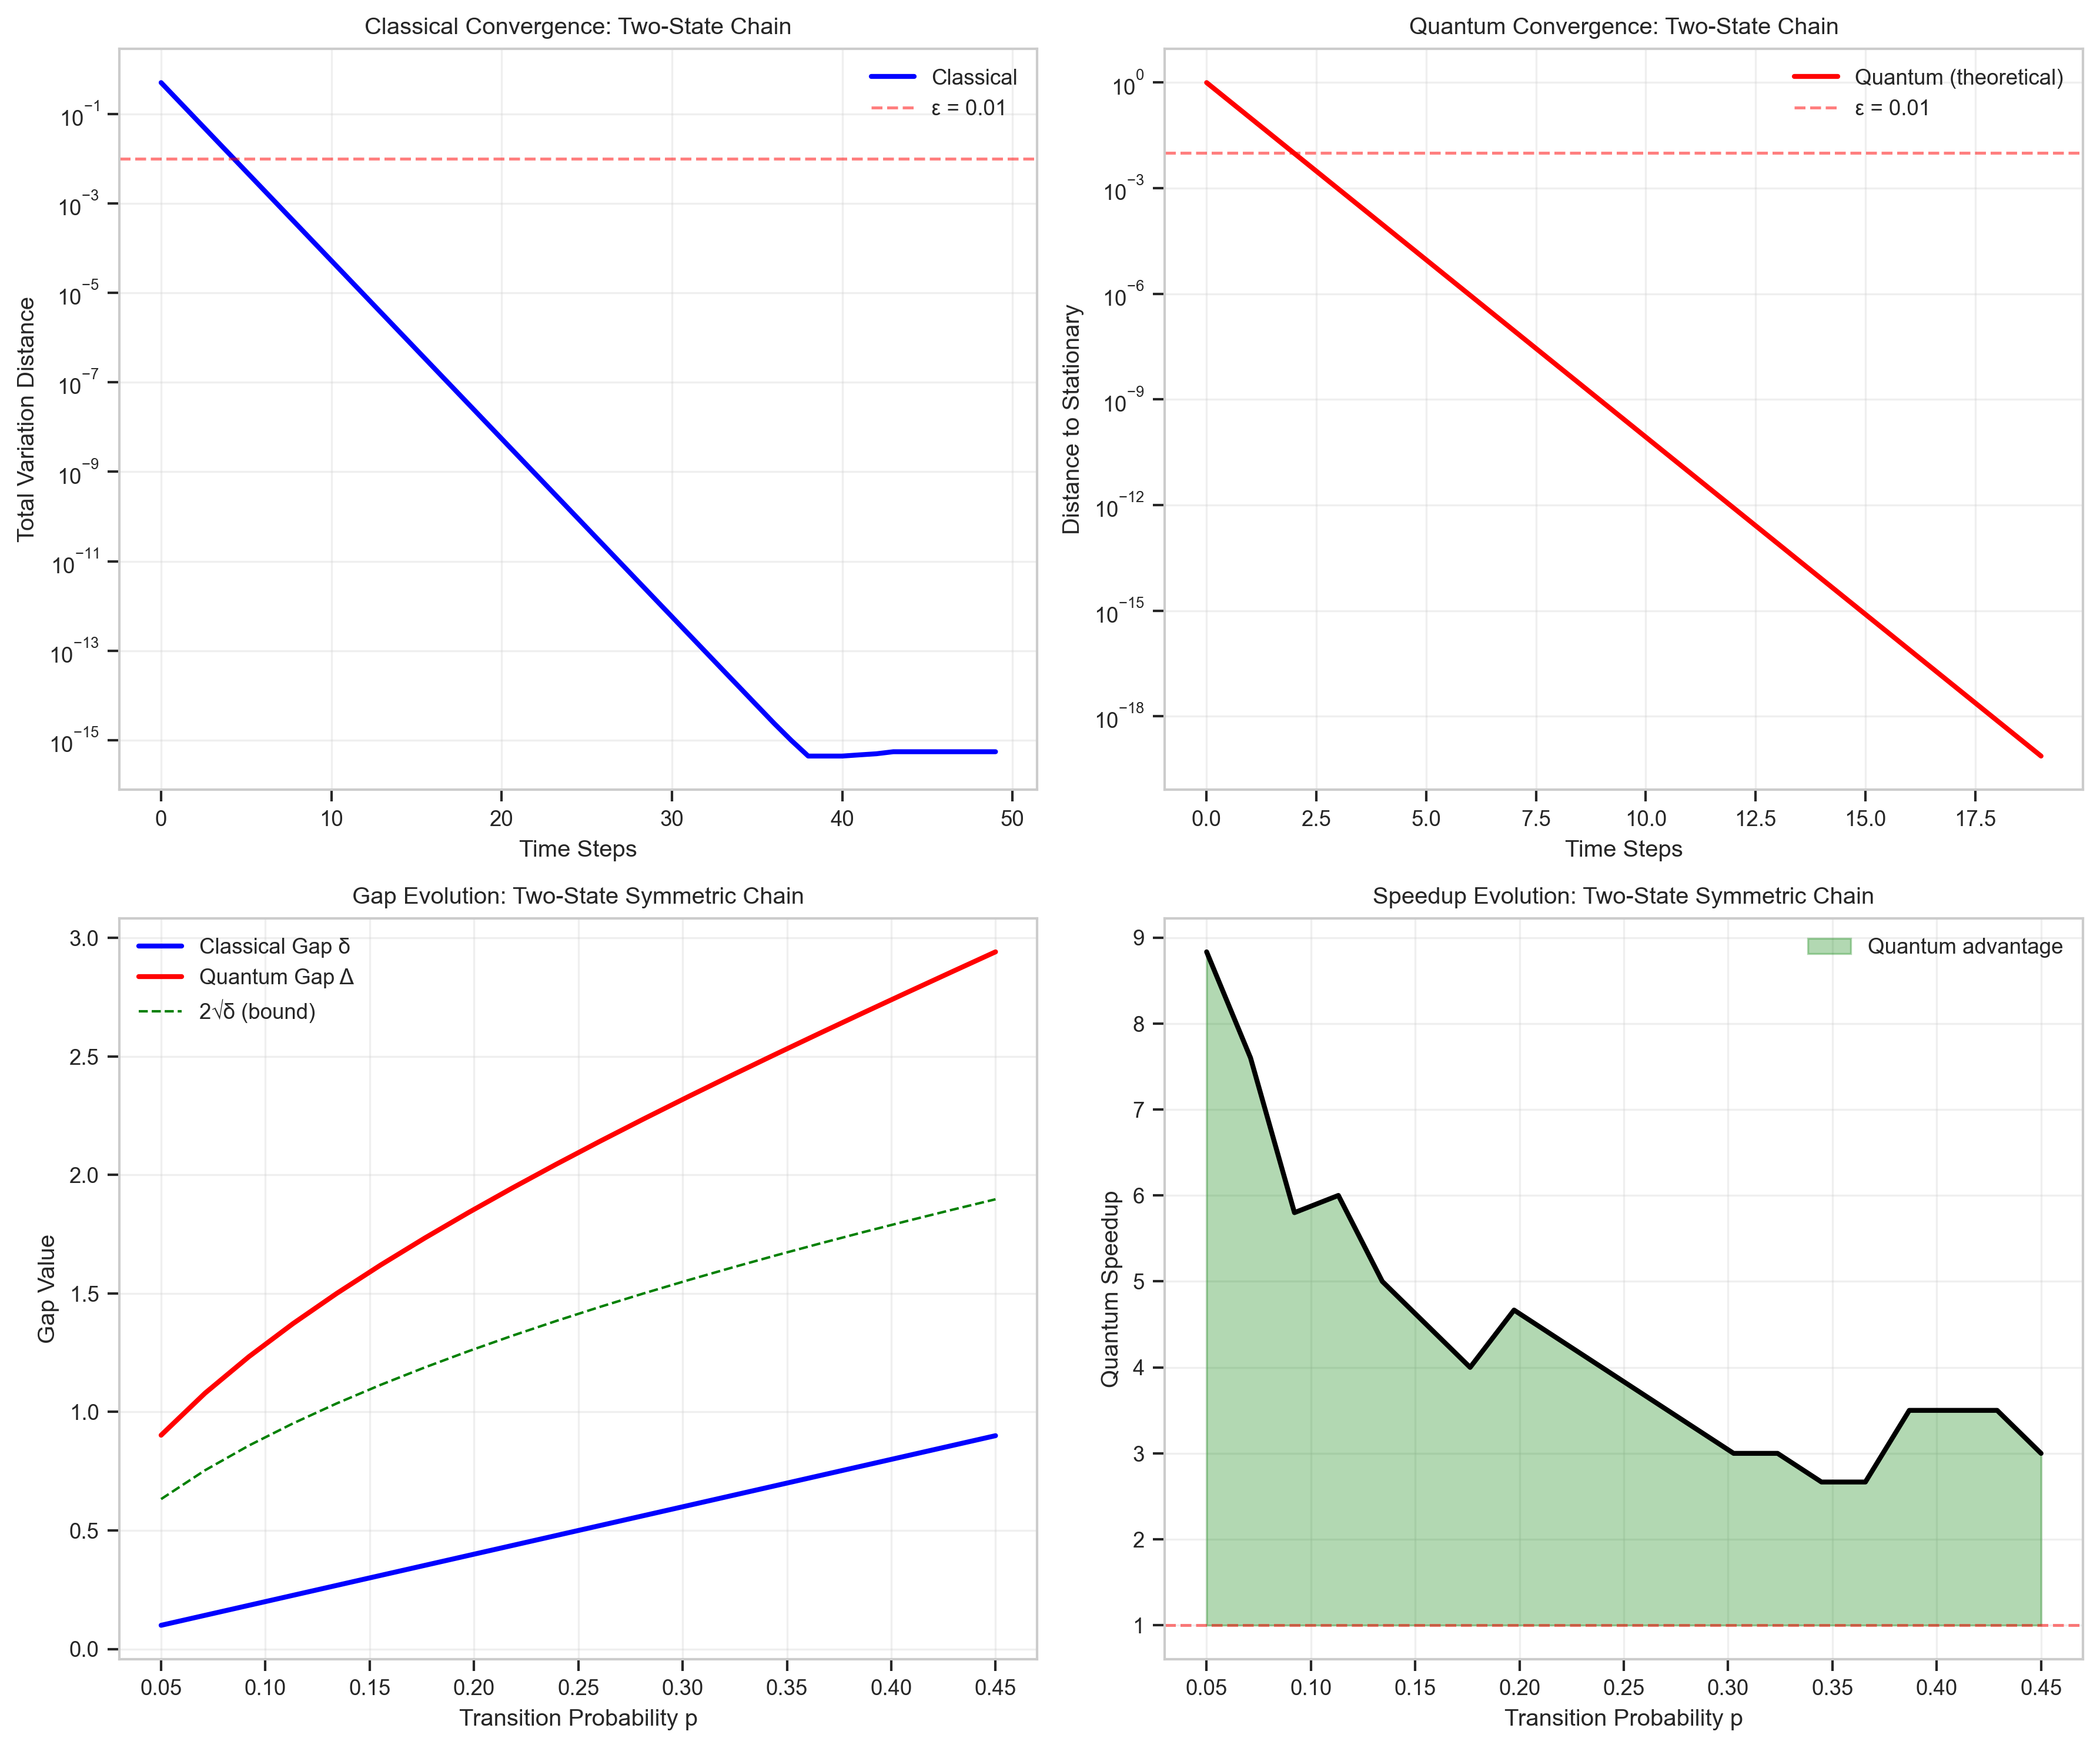 Classical Convergence: Two-State Chain
Classical
ε = 0.01
Total Variation Distance
10⁻¹
10⁻³
10⁻⁵
10⁻⁷
10⁻⁹
10⁻¹¹
10⁻¹³
10⁻¹⁵
0 10 20 30 40 50
Time Steps
Quantum Convergence: Two-State Chain
Quantum (theoretical)
ε = 0.01
Distance to Stationary
10⁰
10⁻³
10⁻⁶
10⁻⁹
10⁻¹²
10⁻¹⁵
10⁻¹⁸
0.0 2.5 5.0 7.5 10.0 12.5 15.0 17.5
Time Steps
Gap Evolution: Two-State Symmetric Chain
Classical Gap δ
Quantum Gap Δ
2√δ (bound)
Gap Value
3.0
2.5
2.0
1.5
1.0
0.5
0.0
0.05 0.10 0.15 0.20 0.25 0.30 0.35 0.40 0.45
Transition Probability p
Speedup Evolution: Two-State Symmetric Chain
Quantum advantage
Quantum Speedup
9
8
7
6
5
4
3
2
1
0.05 0.10 0.15 0.20 0.25 0.30 0.35 0.40 0.45
Transition Probability p